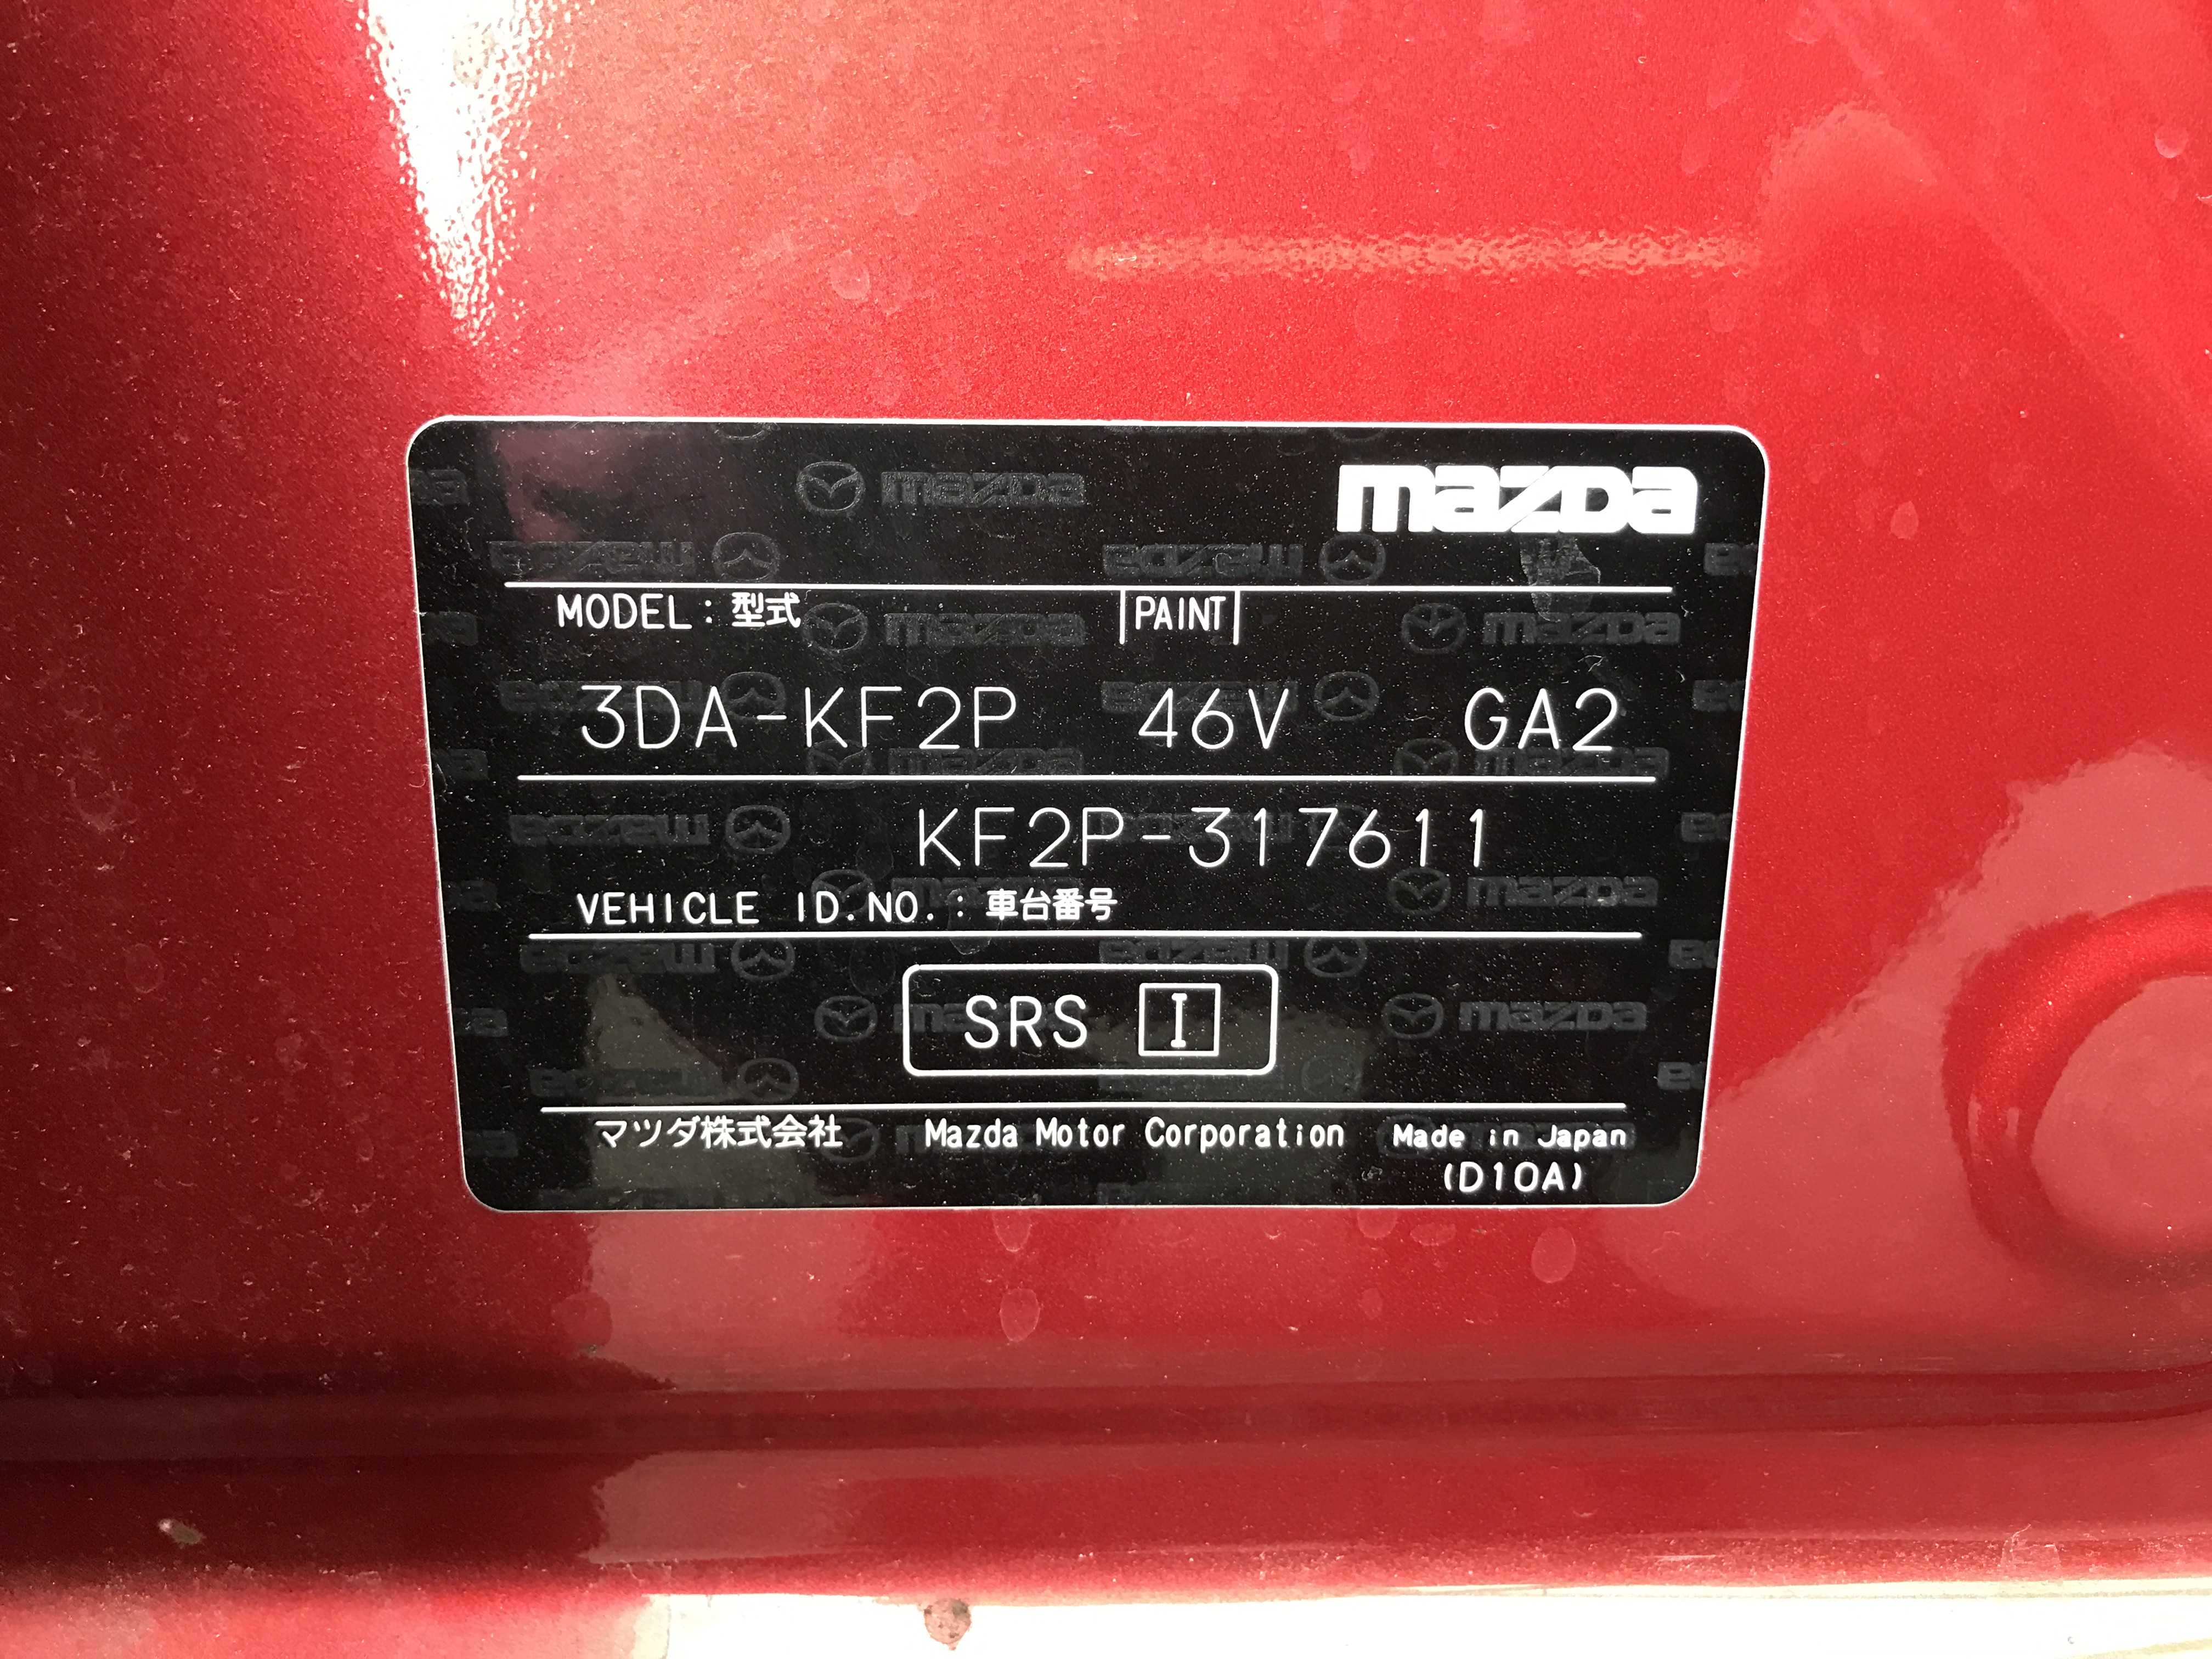 mazda
MODEL : 型式 PAINT
3DA-KF2P 46V GA2
KF2P-317611
VEHICLE ID.NO. : 車台番号
SRS I
マツダ株式会社 Mazda Motor Corporation Made in Japan
(D10A)